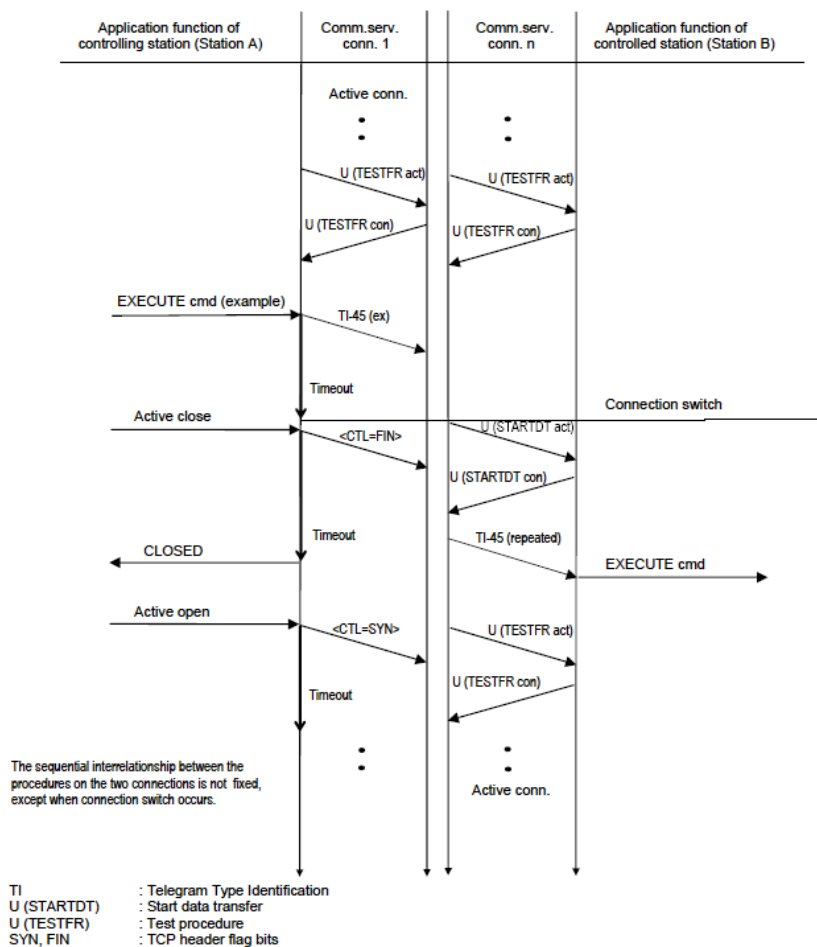 Application function of
controlling station (Station A)
Comm.serv.
conn. 1
Comm.serv.
conn. n
Application function of
controlled station (Station B)
Active conn.
U (TESTFR act)
U (TESTFR act)
U (TESTFR con)
U (TESTFR con)
EXECUTE cmd (example)
TI-45 (ex)
Timeout
Connection switch
Active close
<CTL=FIN>
U (STARTDT act)
U (STARTDT con)
Timeout
TI-45 (repeated)
CLOSED
EXECUTE cmd
Active open
<CTL=SYN>
U (TESTFR act)
U (TESTFR con)
Timeout
The sequential interrelationship between the
procedures on the two connections is not fixed,
except when connection switch occurs.
Active conn.
TI : Telegram Type Identification
U (STARTDT) : Start data transfer
U (TESTFR) : Test procedure
SYN, FIN : TCP header flag bits